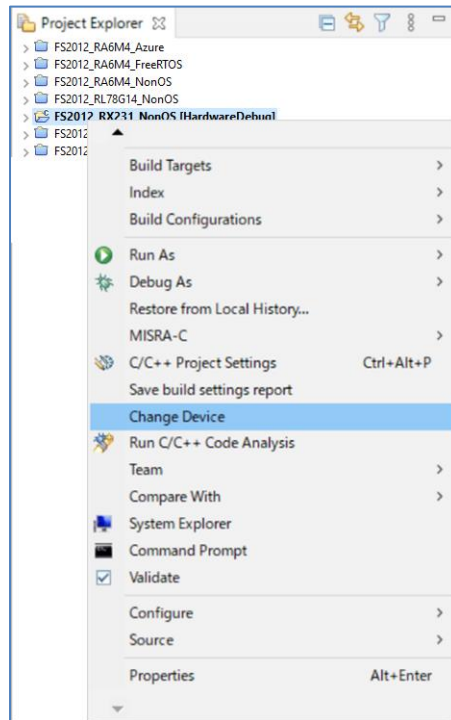 Project Explorer
FS2012_RA6M4_Azure
FS2012_RA6M4_FreeRTOS
FS2012_RA6M4_NonOS
FS2012_RL78G14_NonOS
FS2012_RX231_NonOS [HardwareDebug]
FS2012
FS2012
Build Targets
Index
Build Configurations
Run As
Debug As
Restore from Local History...
MISRA-C
C/C++ Project Settings Ctrl+Alt+P
Save build settings report
Change Device
Run C/C++ Code Analysis
Team
Compare With
System Explorer
Command Prompt
Validate
Configure
Source
Properties Alt+Enter